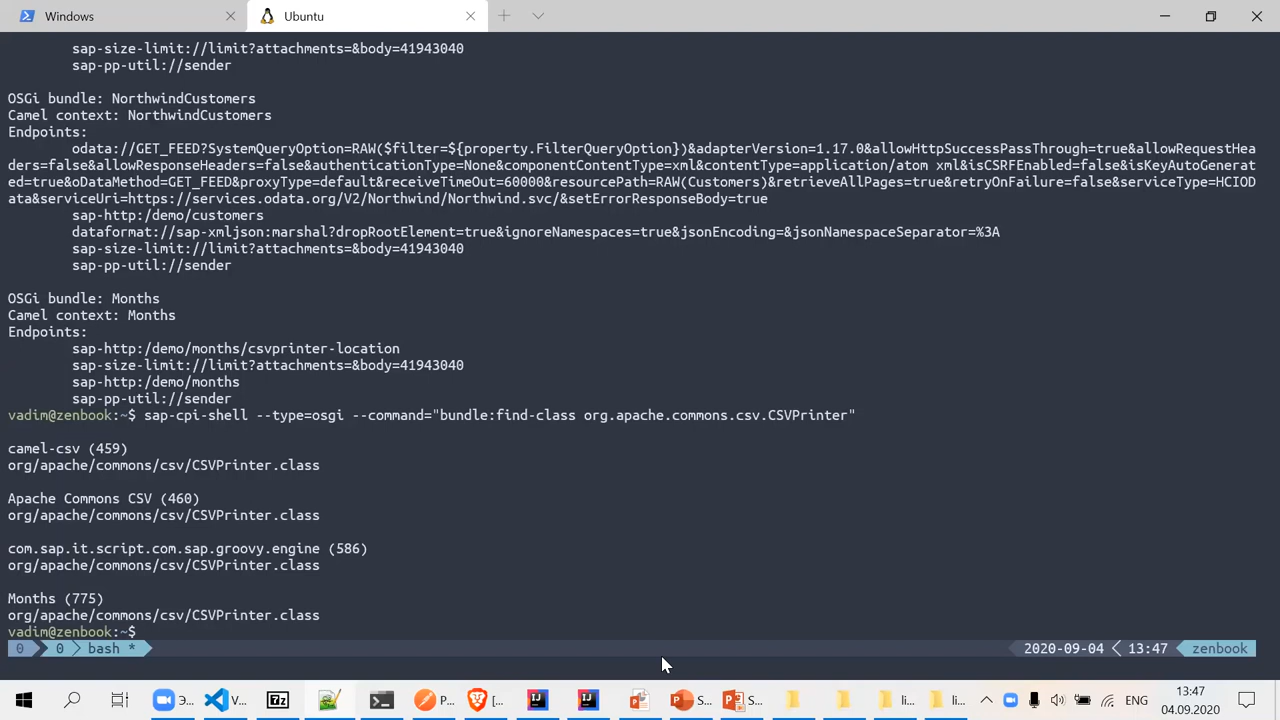 Windows
Ubuntu
sap-size-limit://limit?attachments=&body=41943040
sap-pp-util://sender
OSGi bundle: NorthwindCustomers
Camel context: NorthwindCustomers
Endpoints:
odata://GET_FEED?SystemQueryOption=RAW($filter=${property.FilterQueryOption})&adapterVersion=1.17.0&allowHttpSuccessPassThrough=true&allowRequestHea
ders=false&allowResponseHeaders=false&authenticationType=None&componentContentType=xml&contentType=application/atom xml&isCSRFEnabled=false&isKeyAutoGenerat
ed=true&oDataMethod=GET_FEED&proxyType=default&receiveTimeOut=60000&resourcePath=RAW(Customers)&retrieveAllPages=true&retryOnFailure=false&serviceType=HCIOD
ata&serviceUri=https://services.odata.org/V2/Northwind/Northwind.svc/&setErrorResponseBody=true
sap-http:/demo/customers
dataformat://sap-xmljson:marshal?dropRootElement=true&ignoreNamespaces=true&jsonEncoding=&jsonNamespaceSeparator=%3A
sap-size-limit://limit?attachments=&body=41943040
sap-pp-util://sender
OSGi bundle: Months
Camel context: Months
Endpoints:
sap-http:/demo/months/csvprinter-location
sap-size-limit://limit?attachments=&body=41943040
sap-http:/demo/months
sap-pp-util://sender
vadim@zenbook:~$ sap-cpi-shell --type=osgi --command="bundle:find-class org.apache.commons.csv.CSVPrinter"
camel-csv (459)
org/apache/commons/csv/CSVPrinter.class
Apache Commons CSV (460)
org/apache/commons/csv/CSVPrinter.class
com.sap.it.script.com.sap.groovy.engine (586)
org/apache/commons/csv/CSVPrinter.class
Months (775)
org/apache/commons/csv/CSVPrinter.class
vadim@zenbook:~$
0 0 bash * 2020-09-04 13:47 zenbook
Э... V... 7z P... [... S... S... li... li... ENG 13:47
04.09.2020